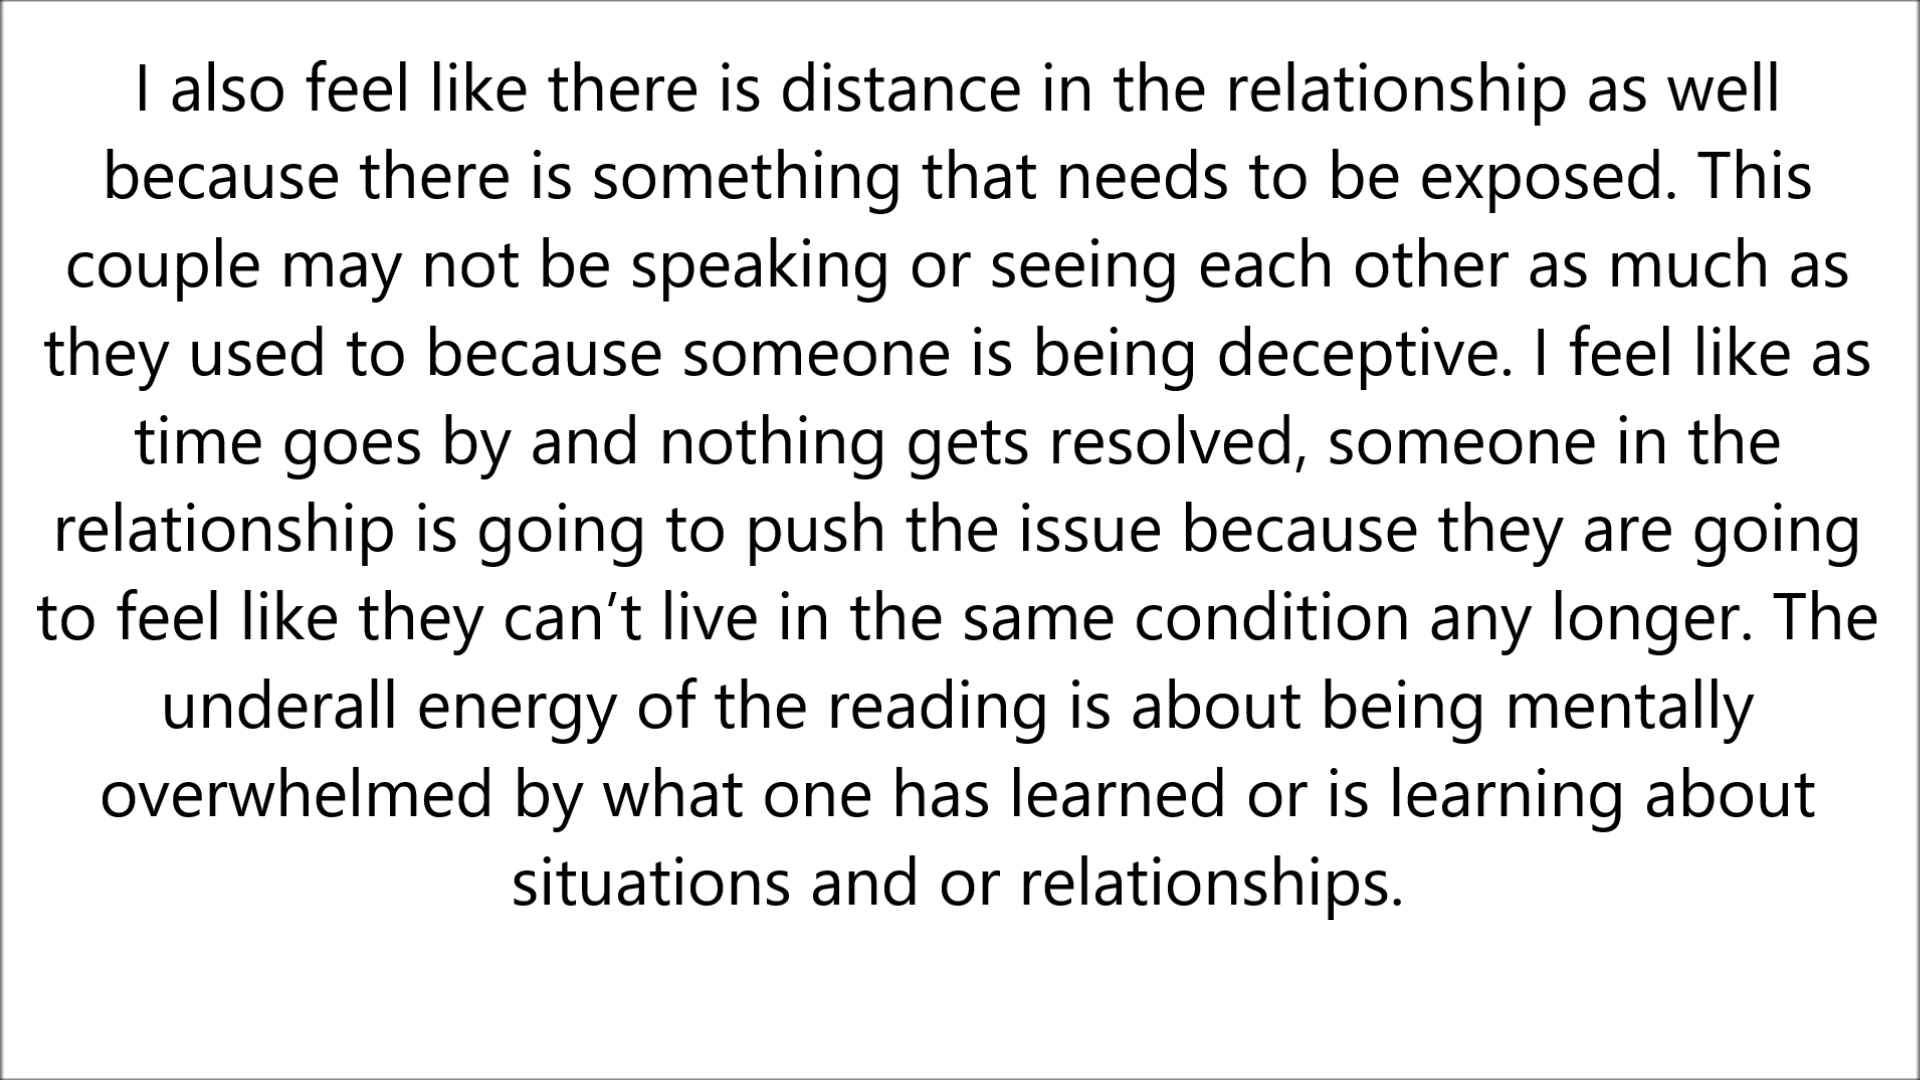 I also feel like there is distance in the relationship as well
because there is something that needs to be exposed. This
couple may not be speaking or seeing each other as much as
they used to because someone is being deceptive. I feel like as
time goes by and nothing gets resolved, someone in the
relationship is going to push the issue because they are going
to feel like they can’t live in the same condition any longer. The
underall energy of the reading is about being mentally
overwhelmed by what one has learned or is learning about
situations and or relationships.